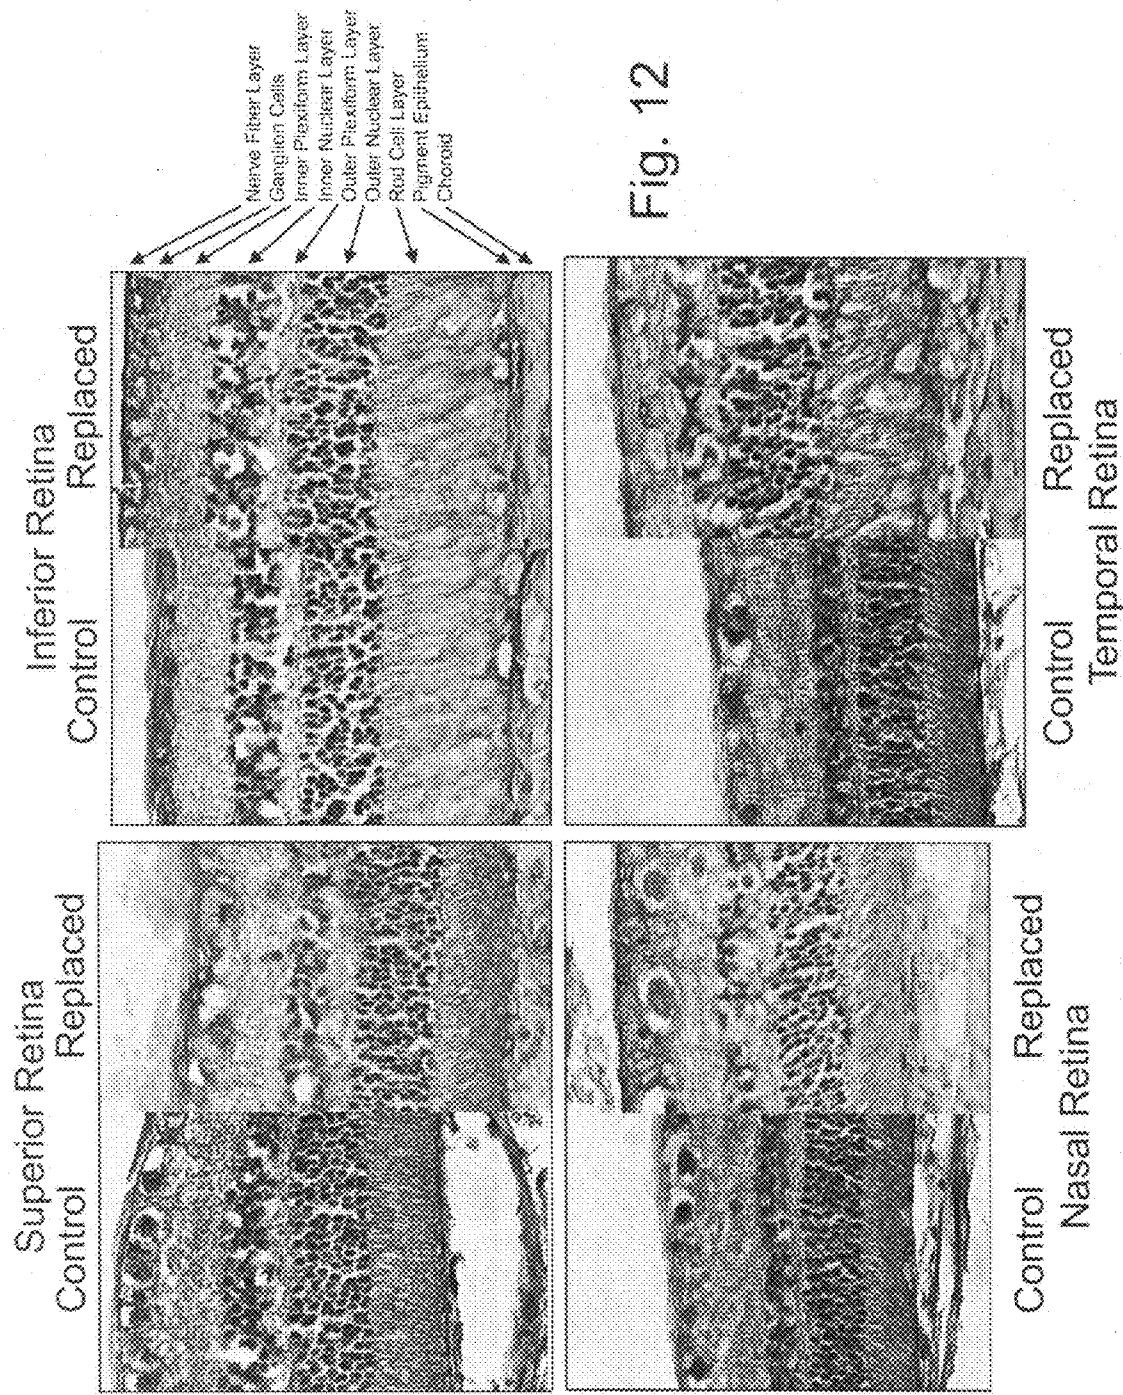 Superior Retina
Control
Replaced
Inferior Retina
Control
Replaced
Nerve Fiber Layer
Ganglion Cells
Inner Plexiform Layer
Inner Nuclear Layer
Outer Plexiform Layer
Outer Nuclear Layer
Rod Cell Layer
Pigment Epithelium
Choroid
Fig. 12
Control
Replaced
Nasal Retina
Control
Replaced
Temporal Retina